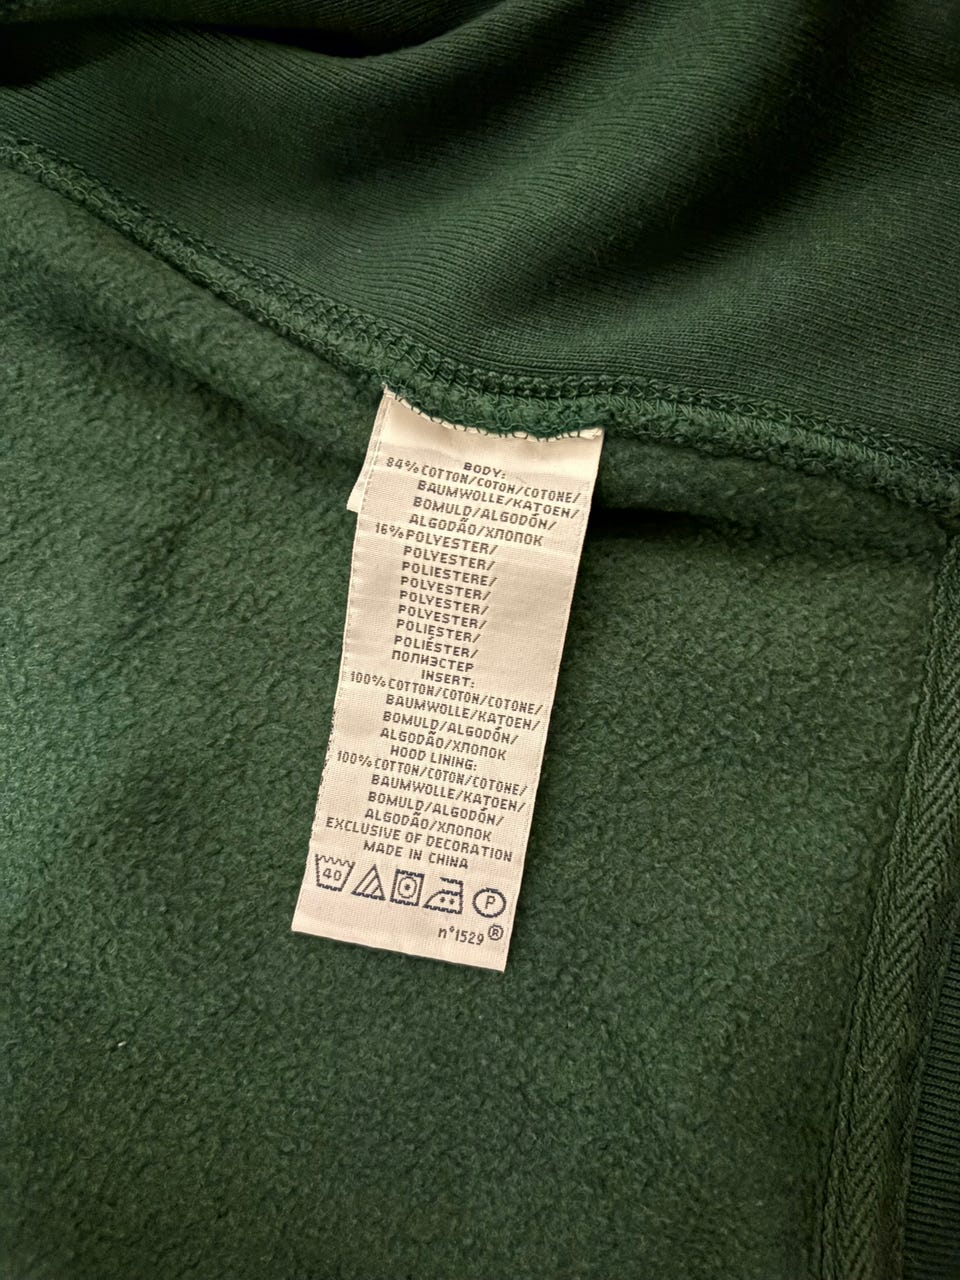 BODY:
84% COTTON/COTON/COTONE/
BAUMWOLLE/KATOEN/
BOMULD/ALGODÓN/
ALGODÃO/ХЛОПОК
16% POLYESTER/
POLYESTER/
POLIESTERE/
POLYESTER/
POLYESTER/
POLYESTER/
POLIESTER/
POLIÉSTER/
ПОЛИЭСТЕР
INSERT:
100% COTTON/COTON/COTONE/
BAUMWOLLE/KATOEN/
BOMULD/ALGODÓN/
ALGODÃO/ХЛОПОК
HOOD LINING:
100% COTTON/COTON/COTONE/
BAUMWOLLE/KATOEN/
BOMULD/ALGODÓN/
ALGODÃO/ХЛОПОК
EXCLUSIVE OF DECORATION
MADE IN CHINA
40 P
n°1529 ®